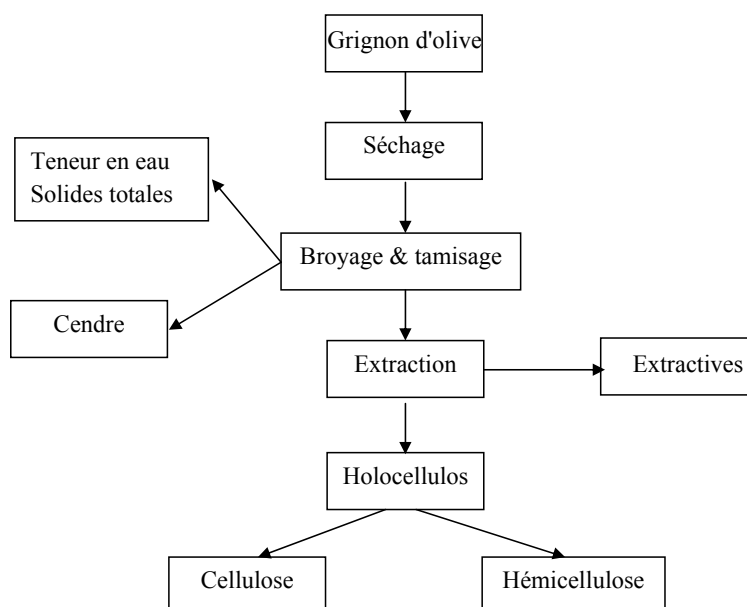 Grignon d'olive
Séchage
Teneur en eau
Solides totales
Broyage & tamisage
Cendre
Extraction
Extractives
Holocellulos
Cellulose
Hémicellulose